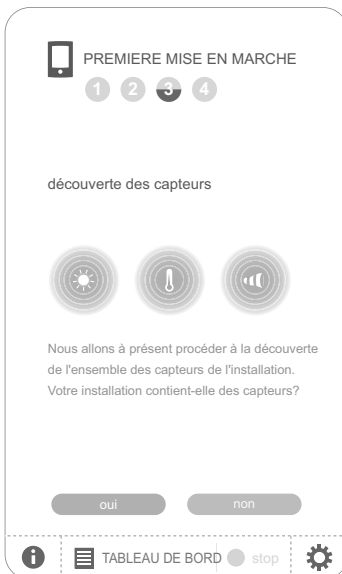 PREMIERE MISE EN MARCHE
1 2 3 4
découverte des capteurs
Nous allons à présent procéder à la découverte
de l'ensemble des capteurs de l'installation.
Votre installation contient-elle des capteurs?
oui non
i TABLEAU DE BORD stop